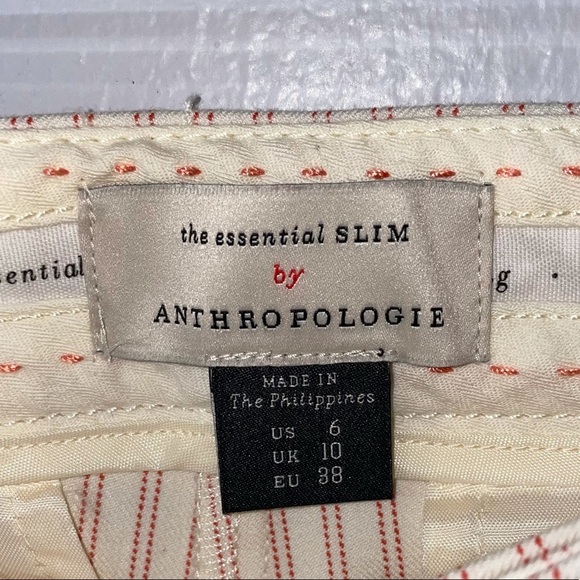 the essential SLIM
by
ANTHROPOLOGIE
MADE IN
The Philippines
US 6
UK 10
EU 38